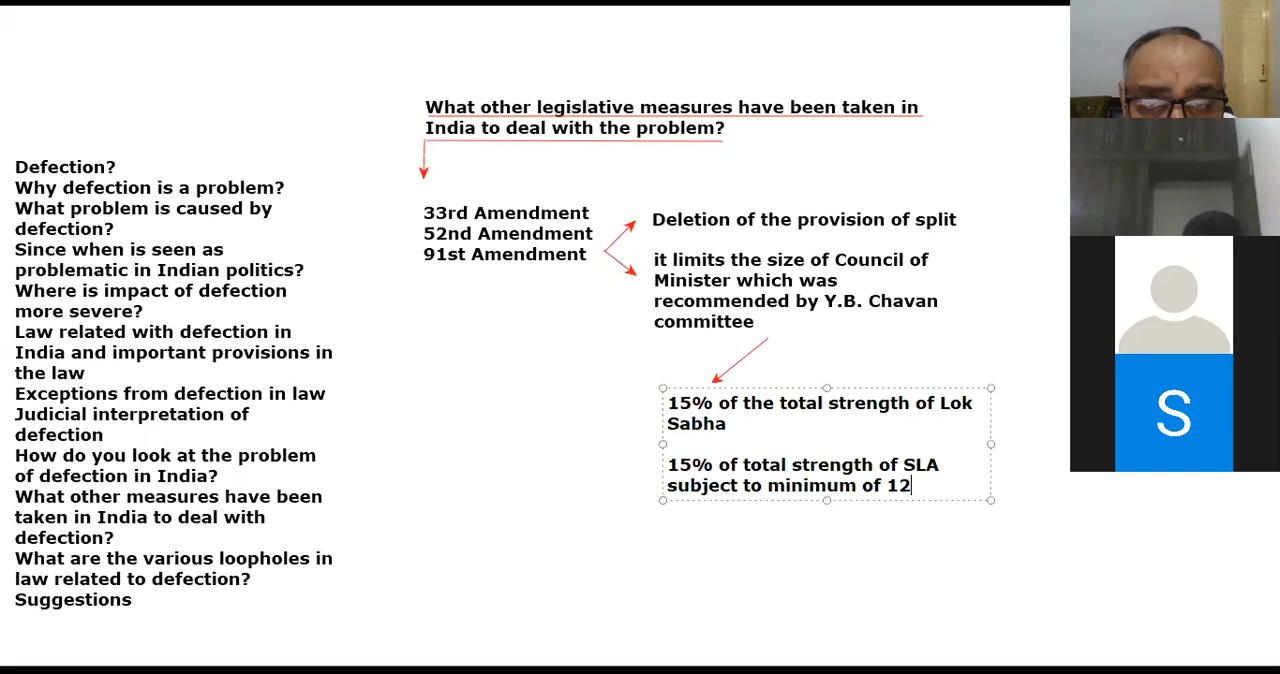 What other legislative measures have been taken in
India to deal with the problem?
Defection?
Why defection is a problem?
What problem is caused by
defection?
Since when is seen as
problematic in Indian politics?
Where is impact of defection
more severe?
Law related with defection in
India and important provisions in
the law
Exceptions from defection in law
Judicial interpretation of
defection
How do you look at the problem
of defection in India?
What other measures have been
taken in India to deal with
defection?
What are the various loopholes in
law related to defection?
Suggestions
33rd Amendment
52nd Amendment
91st Amendment
Deletion of the provision of split
it limits the size of Council of
Minister which was
recommended by Y.B. Chavan
committee
15% of the total strength of Lok
Sabha
15% of total strength of SLA
subject to minimum of 12
S